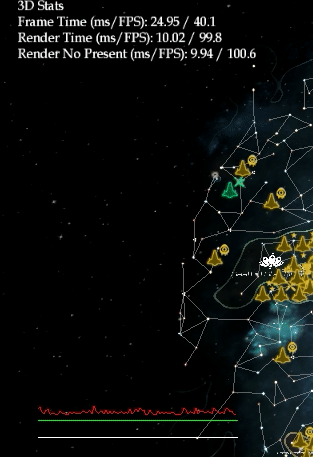 3D Stats
Frame Time (ms/FPS): 24.95 / 40.1
Render Time (ms/FPS): 10.02 / 99.8
Render No Present (ms/FPS): 9.94 / 100.6